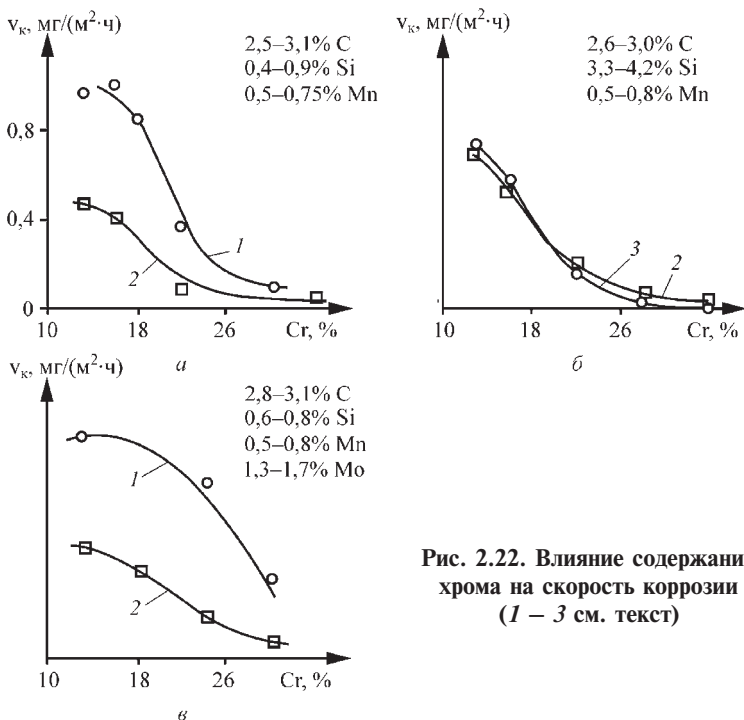 vк, мг/(м²·ч)
2,5–3,1% C
0,4–0,9% Si
0,5–0,75% Mn
0,8
0,4
0
1
2
10
18
26
Cr, %
а
vк, мг/(м²·ч)
2,6–3,0% C
3,3–4,2% Si
0,5–0,8% Mn
3
2
10
18
26
Cr, %
б
vк, мг/(м²·ч)
2,8–3,1% C
0,6–0,8% Si
0,5–0,8% Mn
1,3–1,7% Mo
1
2
10
18
26
Cr, %
в
Рис. 2.22. Влияние содержани
хрома на скорость коррозии
(1 – 3 см. текст)